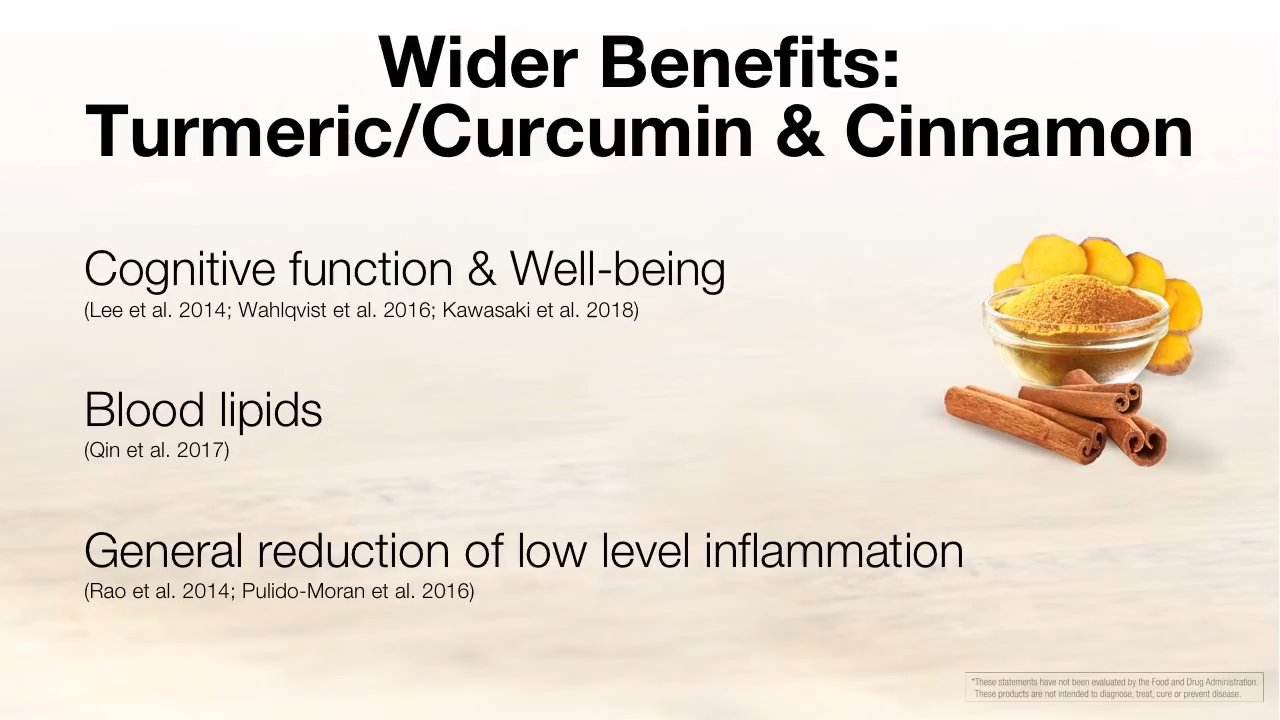 Wider Benefits:
Turmeric/Curcumin & Cinnamon
Cognitive function & Well-being
(Lee et al. 2014; Wahlqvist et al. 2016; Kawasaki et al. 2018)
Blood lipids
(Qin et al. 2017)
General reduction of low level inflammation
(Rao et al. 2014; Pulido-Moran et al. 2016)
*These statements have not been evaluated by the Food and Drug Administration.
These products are not intended to diagnose, treat, cure or prevent disease.